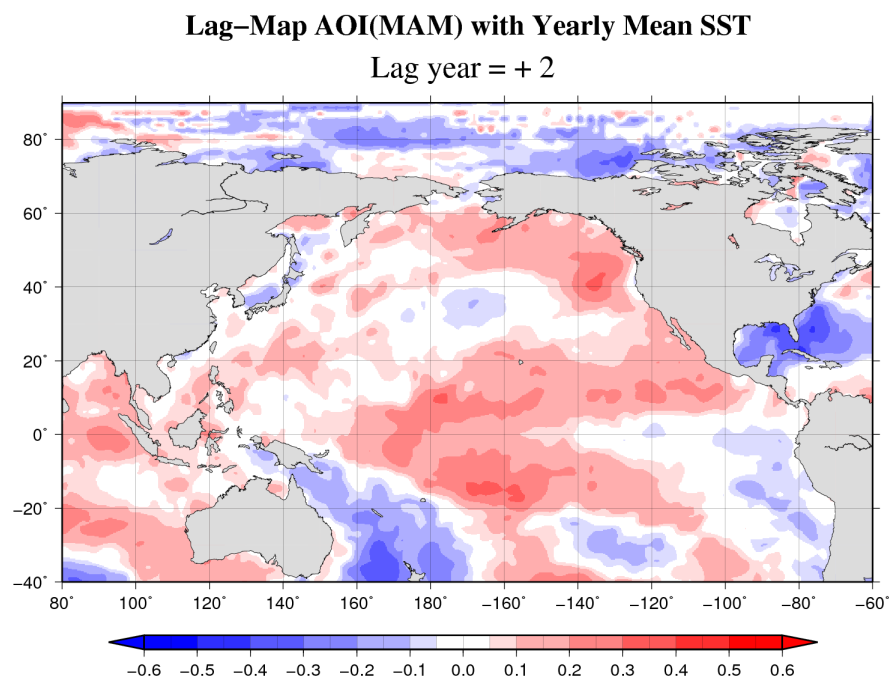 Lag−Map AOI(MAM) with Yearly Mean SST
Lag year = + 2
80˚
60˚
40˚
20˚
0˚
−20˚
−40˚
80 100 120 140 160 180 −160˚ −140˚ −120˚ −100˚ −80˚ −60˚
−0.6 −0.5 −0.4 −0.3 −0.2 −0.1 0.0 0.1 0.2 0.3 0.4 0.5 0.6